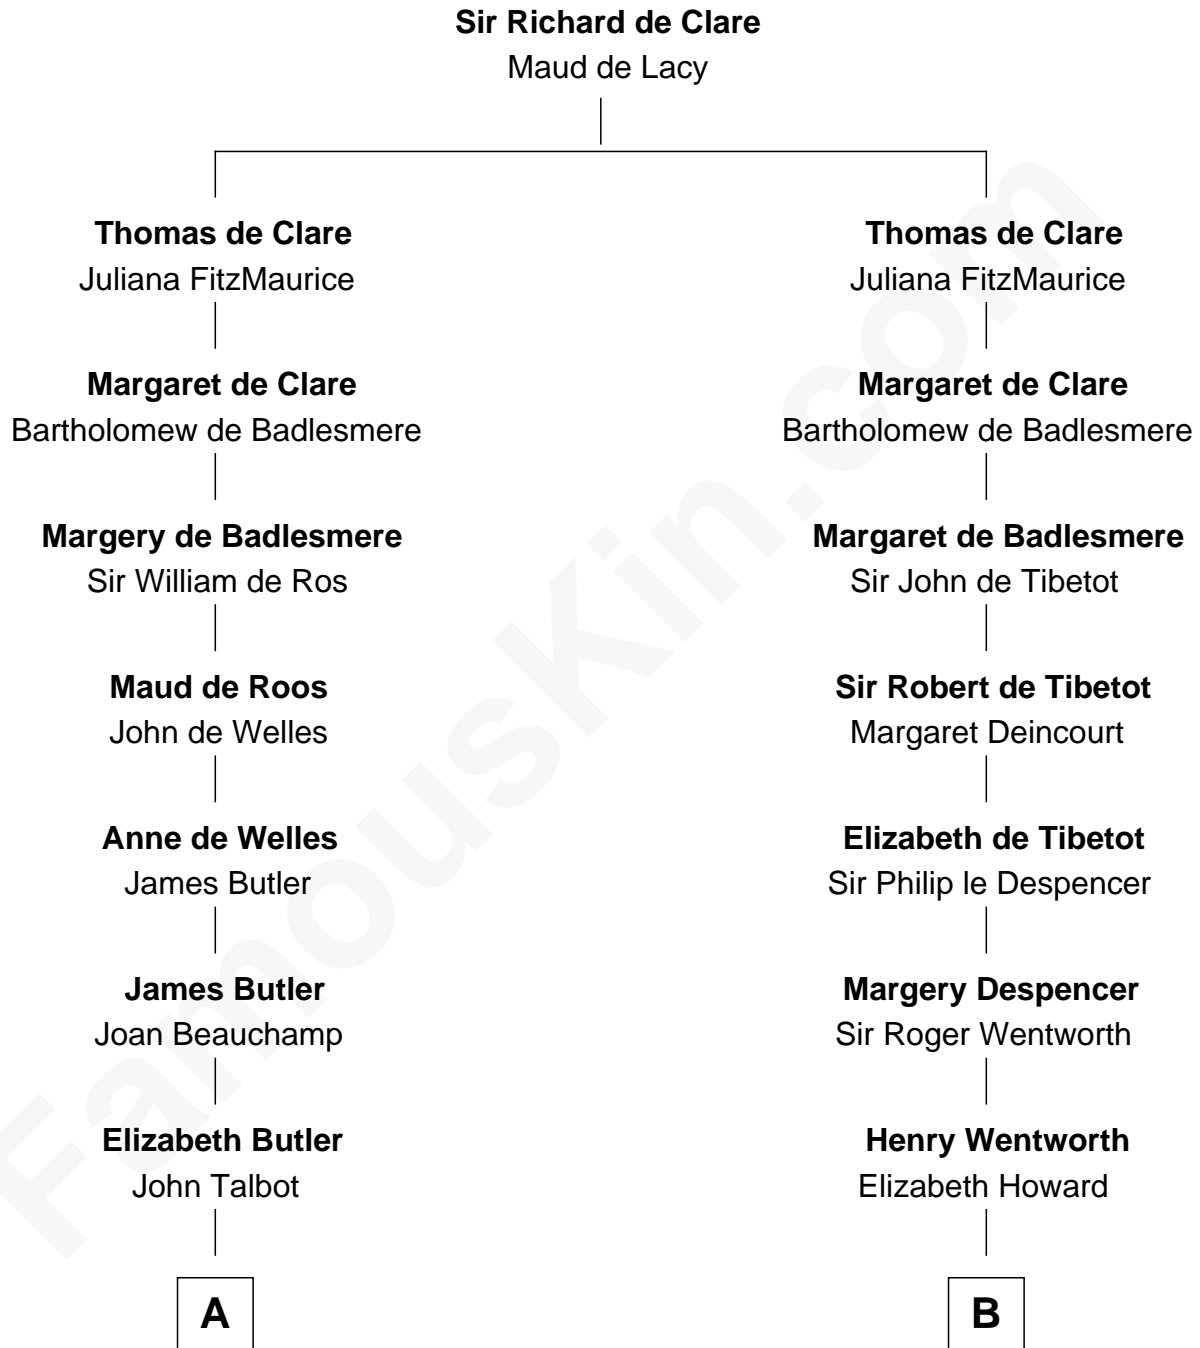 Sir Richard de Clare
Maud de Lacy
Thomas de Clare
Juliana FitzMaurice
Margaret de Clare
Bartholomew de Badlesmere
Margery de Badlesmere
Sir William de Ros
Maud de Roos
John de Welles
Anne de Welles
James Butler
James Butler
Joan Beauchamp
Elizabeth Butler
John Talbot
A
Thomas de Clare
Juliana FitzMaurice
Margaret de Clare
Bartholomew de Badlesmere
Margaret de Badlesmere
Sir John de Tibetot
Sir Robert de Tibetot
Margaret Deincourt
Elizabeth de Tibetot
Sir Philip le Despencer
Margery Despencer
Sir Roger Wentworth
Henry Wentworth
Elizabeth Howard
B
FamousKin.com